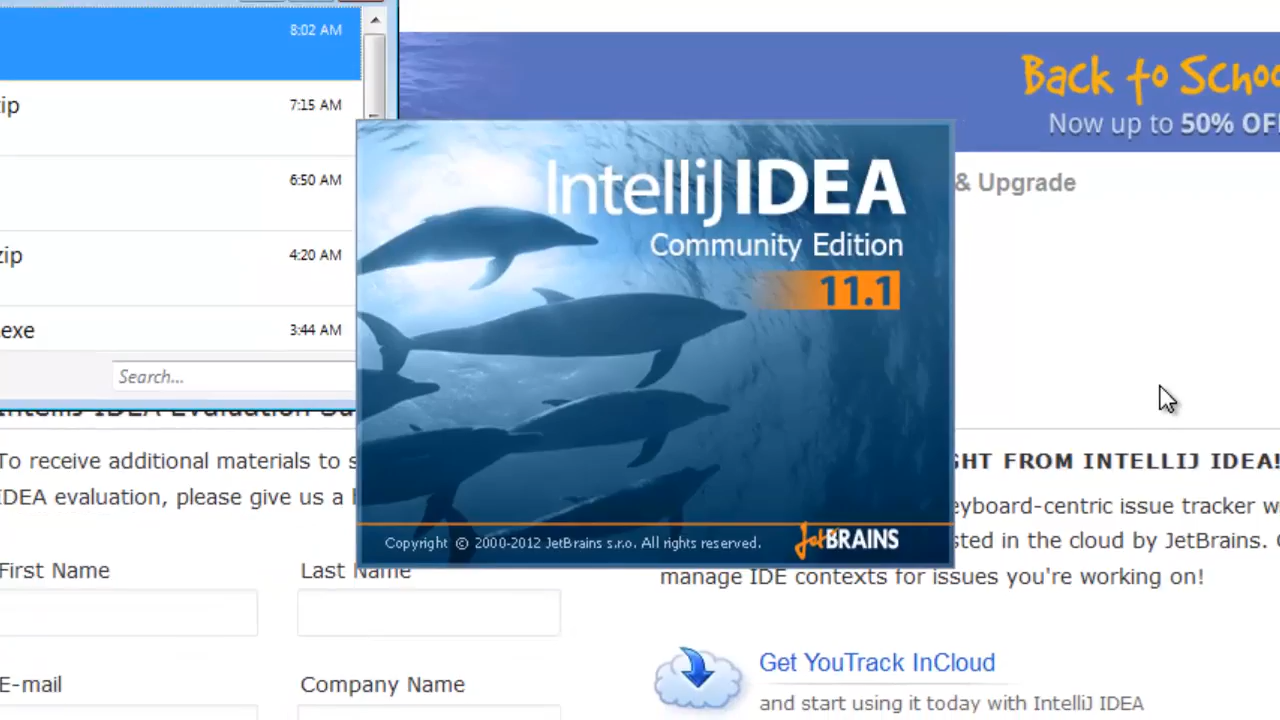 8:02 AM
zip
7:15 AM
6:50 AM
zip
4:20 AM
exe
3:44 AM
Search...
Back to Schoo
Now up to 50% OFF
& Upgrade
IntelliJ IDEA
Community Edition
11.1
Copyright © 2000-2012 JetBrains s.r.o. All rights reserved.
JetBRAINS
IntelliJ IDEA Evaluation Su
To receive additional materials to s
IDEA evaluation, please give us a h
First Name
Last Name
E-mail
Company Name
GHT FROM INTELLIJ IDEA!
eyboard-centric issue tracker w
sted in the cloud by JetBrains.
manage IDE contexts for issues you're working on!
Get YouTrack InCloud
and start using it today with IntelliJ IDEA